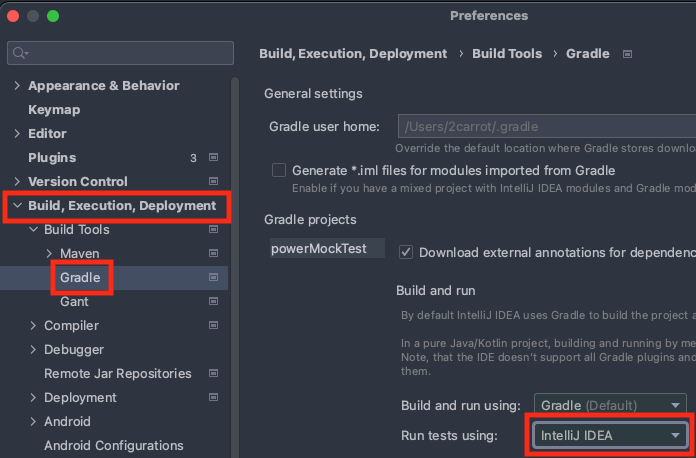 Preferences
Appearance & Behavior
Keymap
Editor
Plugins 3
Version Control
Build, Execution, Deployment
Build Tools
Maven
Gradle
Gant
Compiler
Debugger
Remote Jar Repositories
Deployment
Android
Android Configurations
Build, Execution, Deployment › Build Tools › Gradle
General settings
Gradle user home: /Users/2carrot/.gradle
Override the default location where Gradle stores downlo
Generate *.iml files for modules imported from Gradle
Enable if you have a mixed project with IntelliJ IDEA modules and Gradle mod
Gradle projects
powerMockTest
Download external annotations for dependenc
Build and run
By default IntelliJ IDEA uses Gradle to build the project a
In a pure Java/Kotlin project, building and running by me
Note, that the IDE doesn't support all Gradle plugins and
them.
Build and run using: Gradle (Default)
Run tests using: IntelliJ IDEA